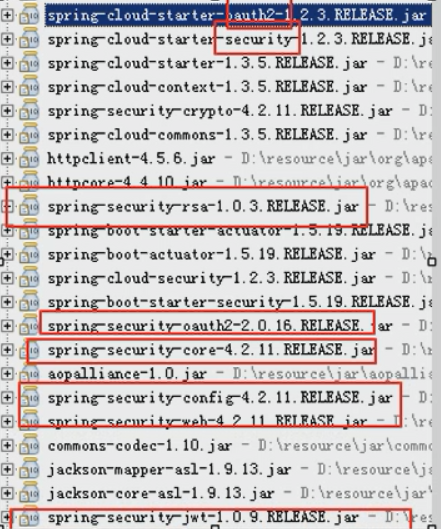 spring-cloud-starter-oauth2-1.2.3.RELEASE.jar
spring-cloud-starter-security-1.2.3.RELEASE.ja
spring-cloud-starter-1.3.5.RELEASE.jar - D:\re
spring-cloud-context-1.3.5.RELEASE.jar - D:\re
spring-security-crypto-4.2.11.RELEASE.jar - D:
spring-cloud-commons-1.3.5.RELEASE.jar - D:\re
httpclient-4.5.6.jar - D:\resource\jar\org\apa
httpcore-4.4.10.jar - D:\resource\jar\org\apac
spring-security-rsa-1.0.3.RELEASE.jar - D:\res
spring-boot-starter-actuator-1.5.19.RELEASE.ja
spring-boot-actuator-1.5.19.RELEASE.jar - D:\
spring-cloud-security-1.2.3.RELEASE.jar - D:\r
spring-boot-starter-security-1.5.19.RELEASE.ja
spring-security-oauth2-2.0.16.RELEASE.jar - D:
spring-security-core-4.2.11.RELEASE.jar - D:\r
aopalliance-1.0.jar - D:\resource\jar\aopallia
spring-security-config-4.2.11.RELEASE.jar - D:
spring-security-web-4.2.11.RELEASE.jar - D:\re
commons-codec-1.10.jar - D:\resource\jar\commo
jackson-mapper-asl-1.9.13.jar - D:\resource\ja
jackson-core-asl-1.9.13.jar - D:\resource\jar\
spring-security-jwt-1.0.9.RELEASE.jar - D:\res